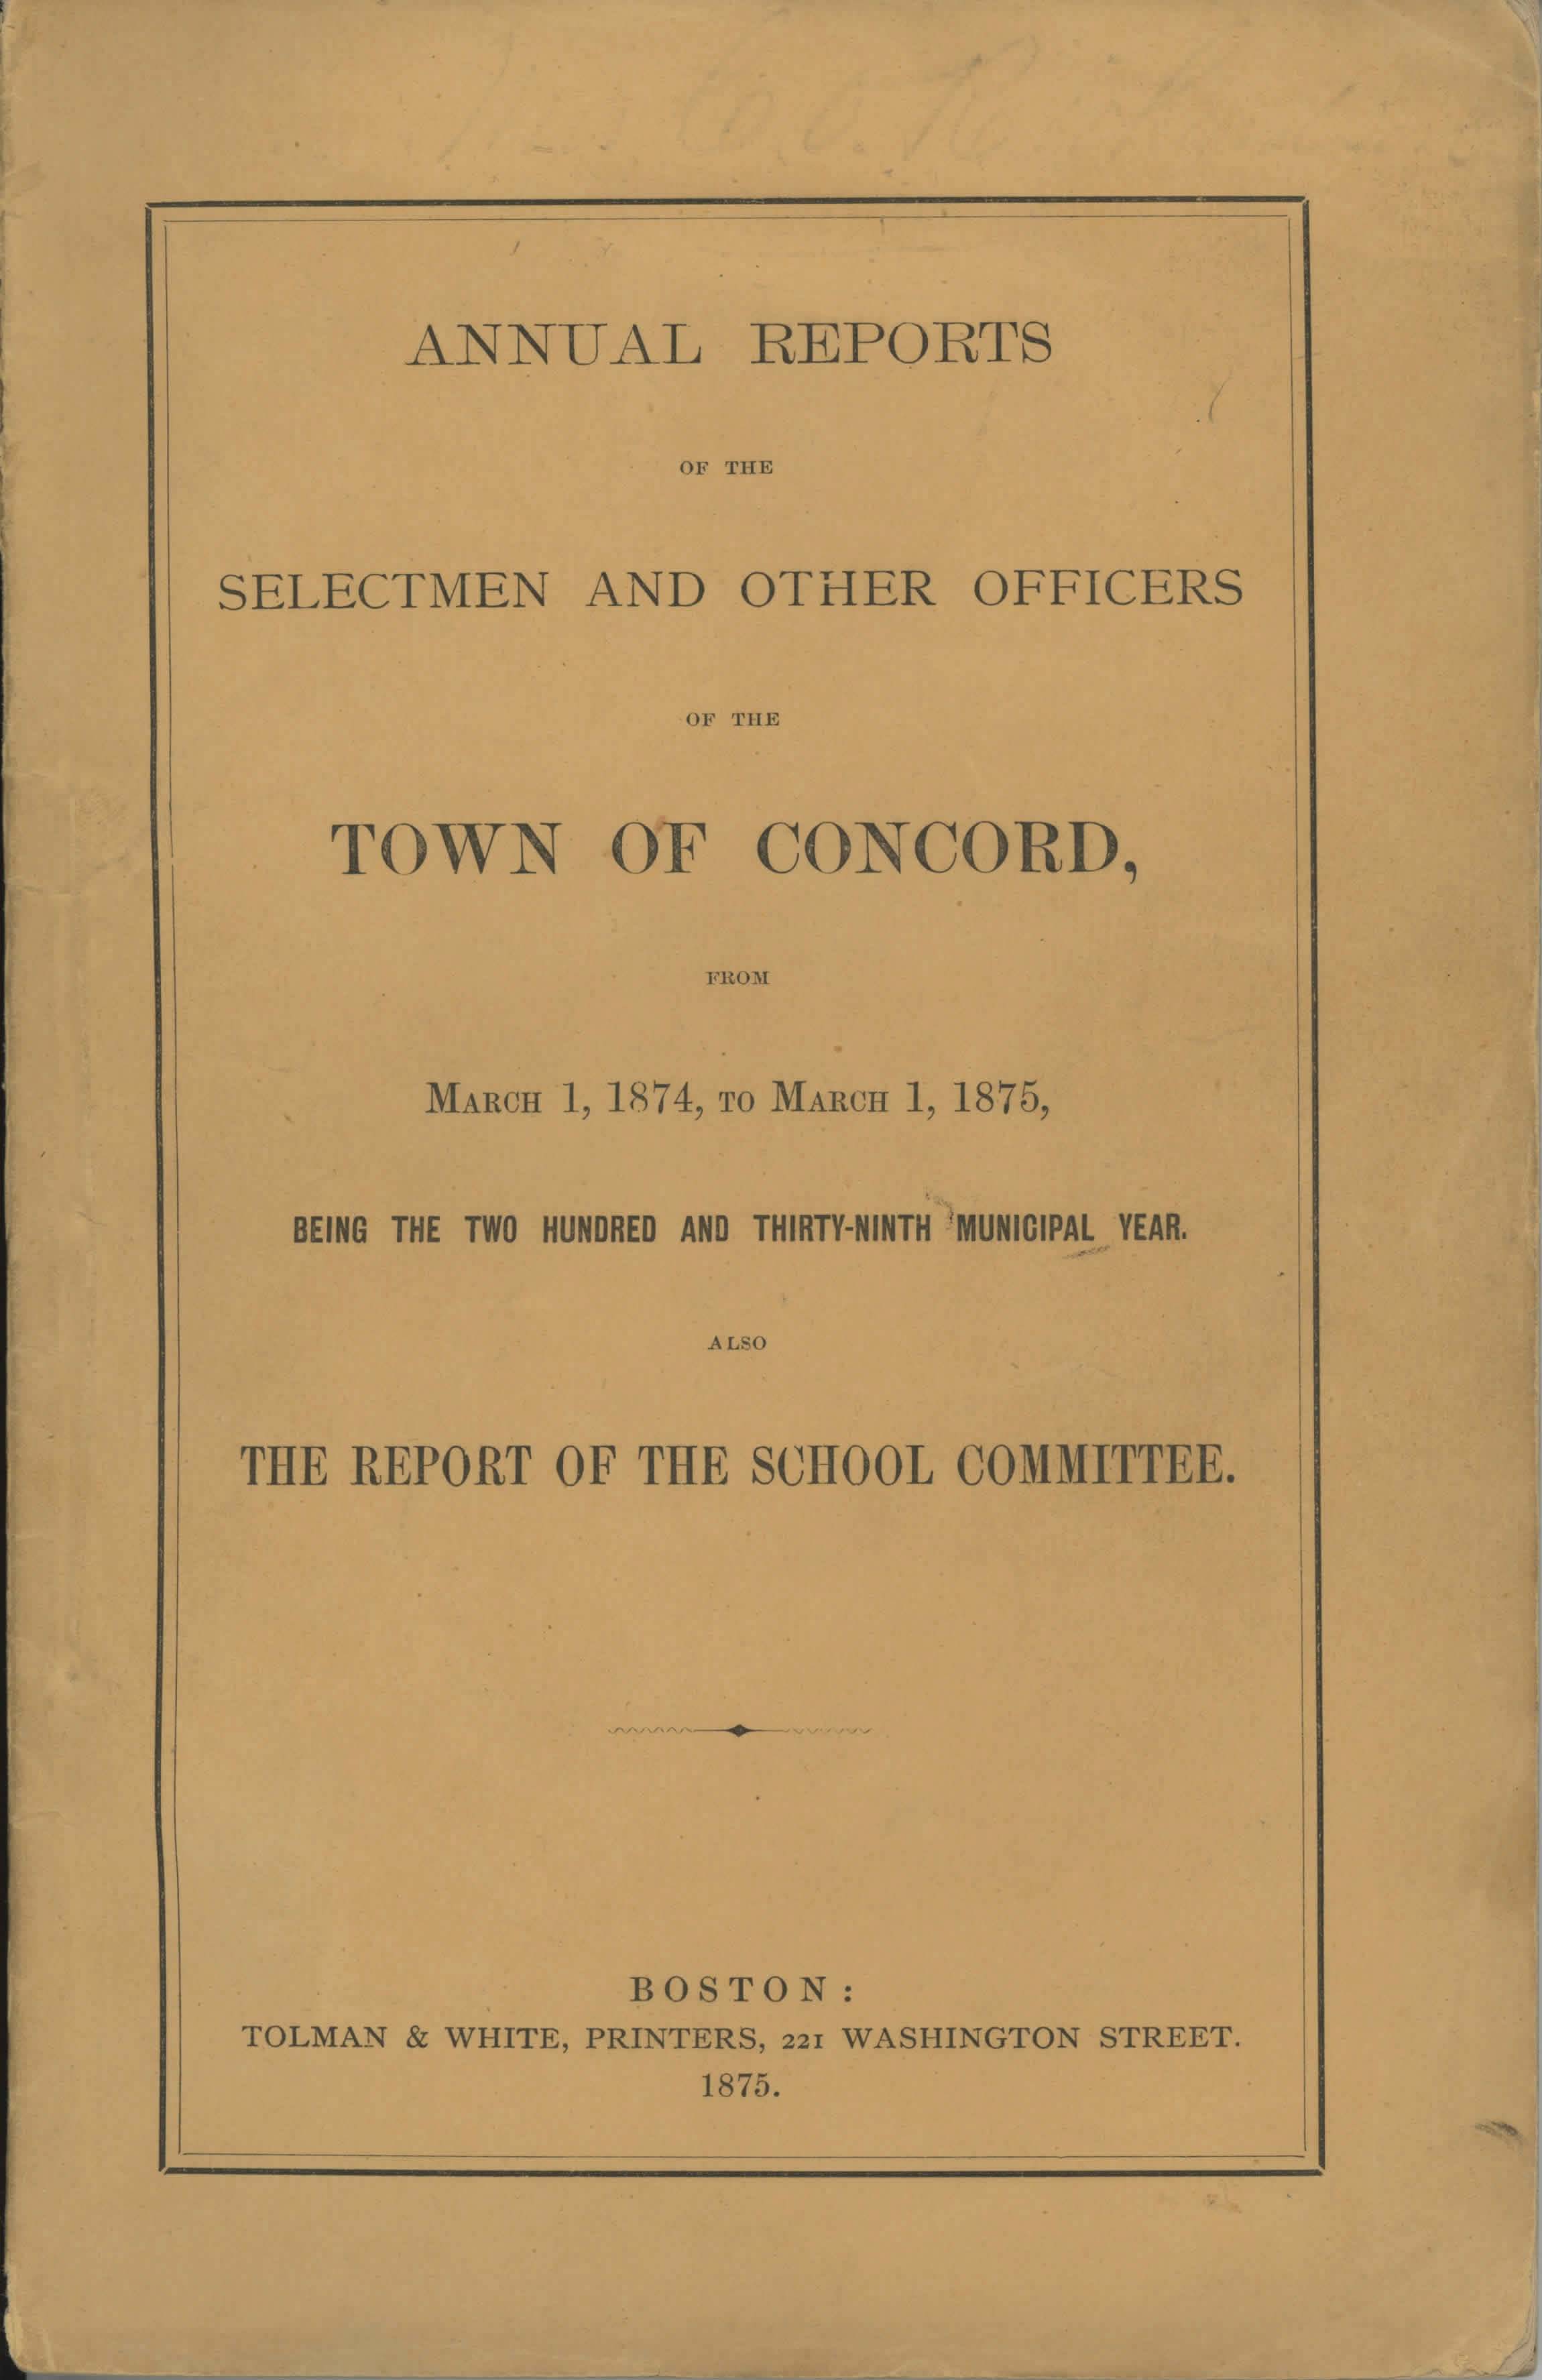 ANNUAL REPORTS
OF THE
SELECTMEN AND OTHER OFFICERS
OF THE
TOWN OF CONCORD,
FROM
MARCH 1, 1874, TO MARCH 1, 1875,
BEING THE TWO HUNDRED AND THIRTY-NINTH MUNICIPAL YEAR.
ALSO
THE REPORT OF THE SCHOOL COMMITTEE.
BOSTON:
TOLMAN & WHITE, PRINTERS, 221 WASHINGTON STREET.
1875.